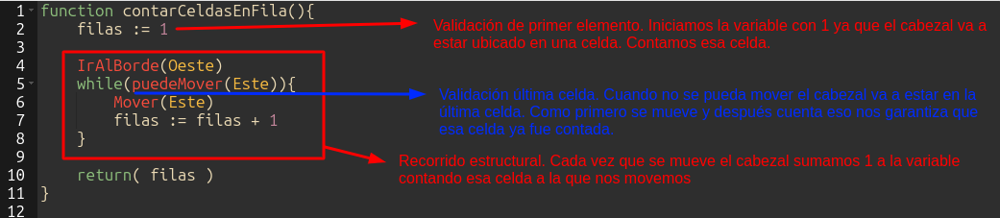 1 function contarCeldasEnFila(){
2 filas := 1
Validación de primer elemento. Iniciamos la variable con 1 ya que el cabezal va a
estar ubicado en una celda. Contamos esa celda.
3
4 IrAlBorde(Oeste)
5 while(puedeMover(Este)){
6 Mover(Este)
7 filas := filas + 1
8 }
Validación ultima celda. Cuando no se pueda mover el cabezal va a estar en la
última celda. Como primero se mueve y después cuenta eso nos garantiza que
esa celda ya fue contada.
9
Recorrido estructural. Cada vez que se mueve el cabezal sumamos 1 a la variable
contando esa celda a la que nos movemos
10 return( filas )
11 }
12